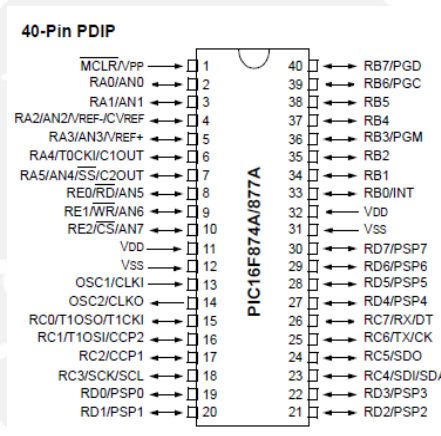 40-Pin PDIP
MCLR/VPP 1
RA0/AN0 2
RA1/AN1 3
RA2/AN2/VREF-/CVREF 4
RA3/AN3/VREF+ 5
RA4/T0CKI/C1OUT 6
RA5/AN4/SS/C2OUT 7
RE0/RD/AN5 8
RE1/WR/AN6 9
RE2/CS/AN7 10
VDD 11
VSS 12
OSC1/CLKI 13
OSC2/CLKO 14
RC0/T1OSO/T1CKI 15
RC1/T1OSI/CCP2 16
RC2/CCP1 17
RC3/SCK/SCL 18
RD0/PSP0 19
RD1/PSP1 20
PIC16F874A/877A
40 RB7/PGD
39 RB6/PGC
38 RB5
37 RB4
36 RB3/PGM
35 RB2
34 RB1
33 RB0/INT
32 VDD
31 VSS
30 RD7/PSP7
29 RD6/PSP6
28 RD5/PSP5
27 RD4/PSP4
26 RC7/RX/DT
25 RC6/TX/CK
24 RC5/SDO
23 RC4/SDI/SDA
22 RD3/PSP3
21 RD2/PSP2